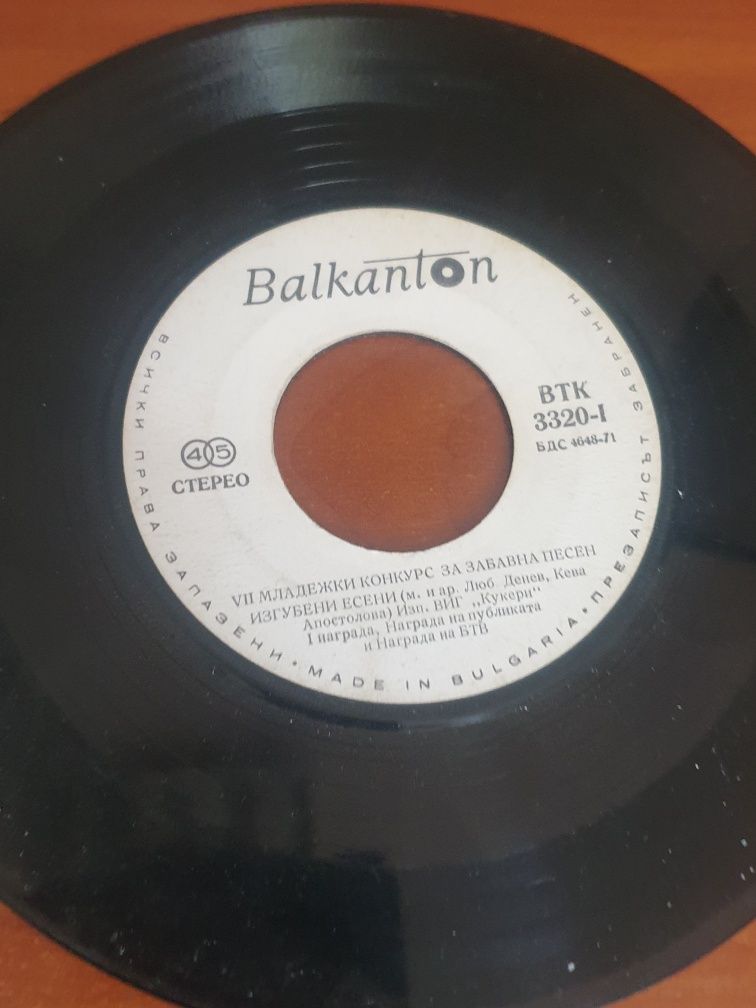 Balkanton
ВТК
3320-I
БДС 4648-71
45
СТЕРЕО
VII МЛАДЕЖКИ КОНКУРС ЗА ЗАБАВНА ПЕСЕН
ИЗГУБЕНИ ЕСЕНИ (м. и ар. Люб. Денев, Кева
Апостолова) Изп. ВИГ „Кукери"
I награда, Награда на публиката
и Награда на БТВ
ВСИЧКИ ПРАВА ЗАПАЗЕНИ • MADE IN BULGARIA • ПРЕЗАПИСЪТ ЗАБРАНЕН